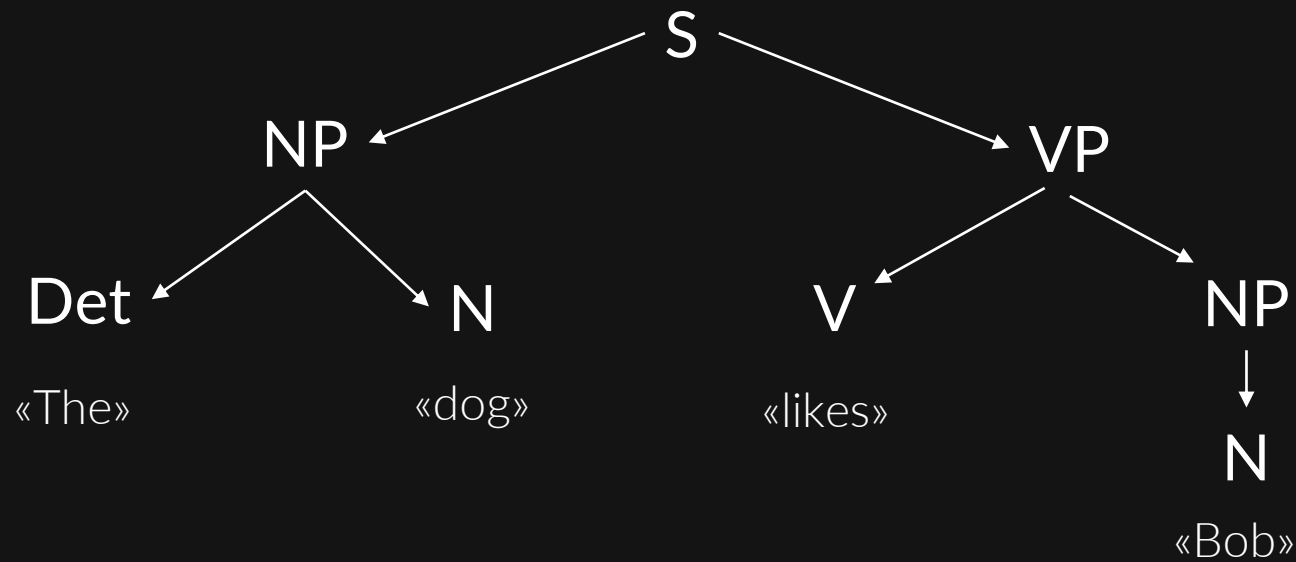 S
NP
VP
Det
N
V
NP
«The»
«dog»
«likes»
N
«Bob»